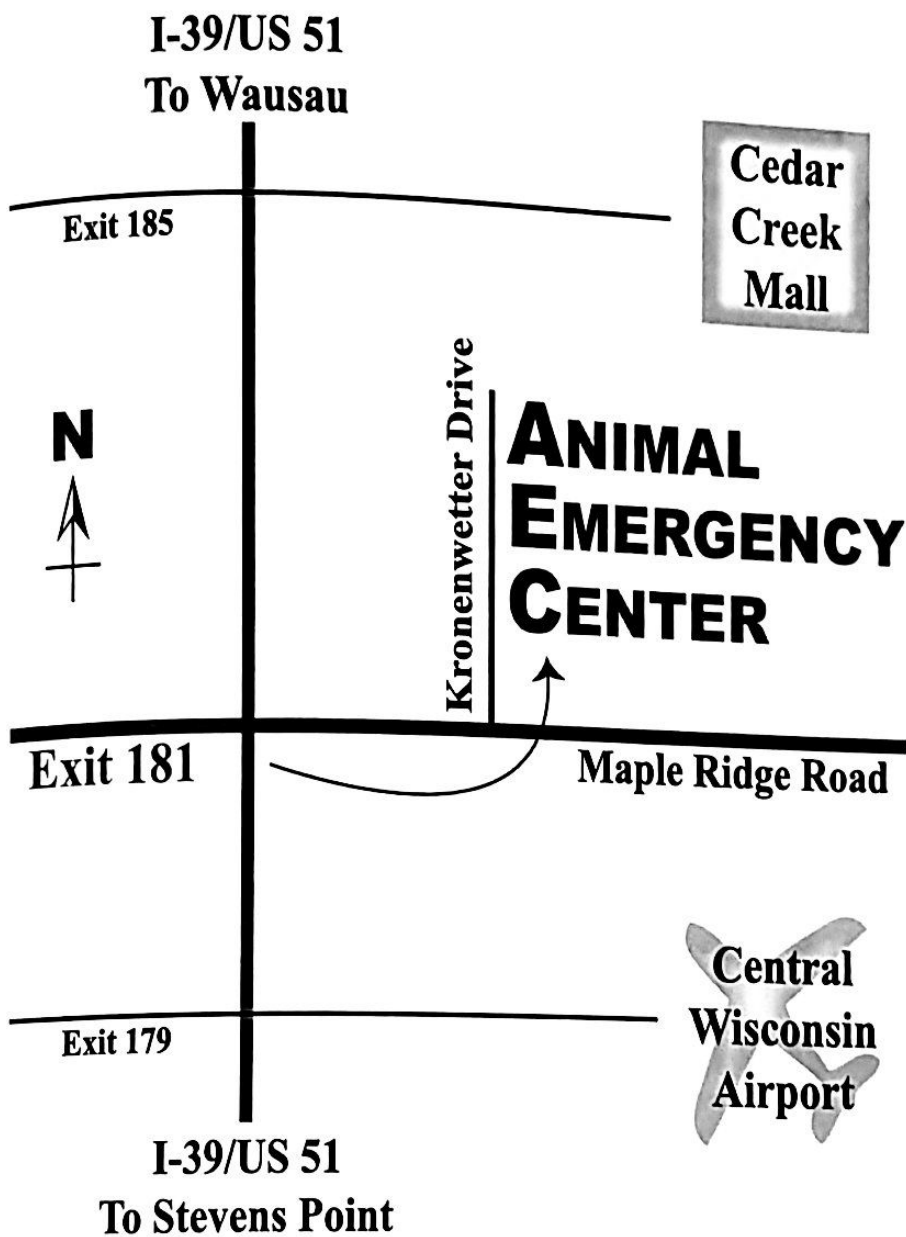 I-39/US 51
To Wausau
Exit 185
Cedar
Creek
Mall
N
Kronenwetter Drive
ANIMAL
EMERGENCY
CENTER
Exit 181
Maple Ridge Road
Exit 179
Central
Wisconsin
Airport
I-39/US 51
To Stevens Point